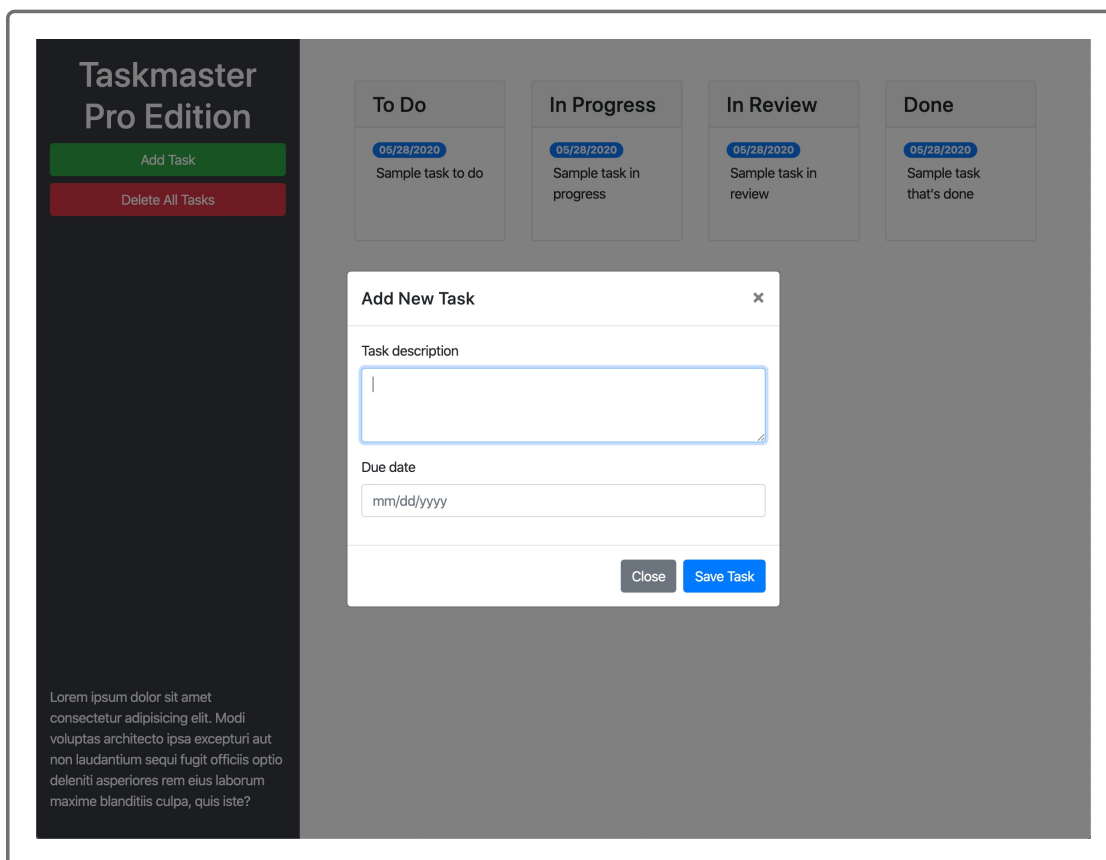 Taskmaster
Pro Edition
Add Task
Delete All Tasks
Lorem ipsum dolor sit amet
consectetur adipisicing elit. Modi
voluptas architecto ipsa excepturi aut
non laudantium sequi fugit officiis optio
deleniti asperiores rem eius laborum
maxime blanditiis culpa, quis iste?
To Do
05/28/2020
Sample task to do
In Progress
05/28/2020
Sample task in
progress
In Review
05/28/2020
Sample task in
review
Done
05/28/2020
Sample task
that's done
Add New Task
×
Task description
Due date
mm/dd/yyyy
Close
Save Task